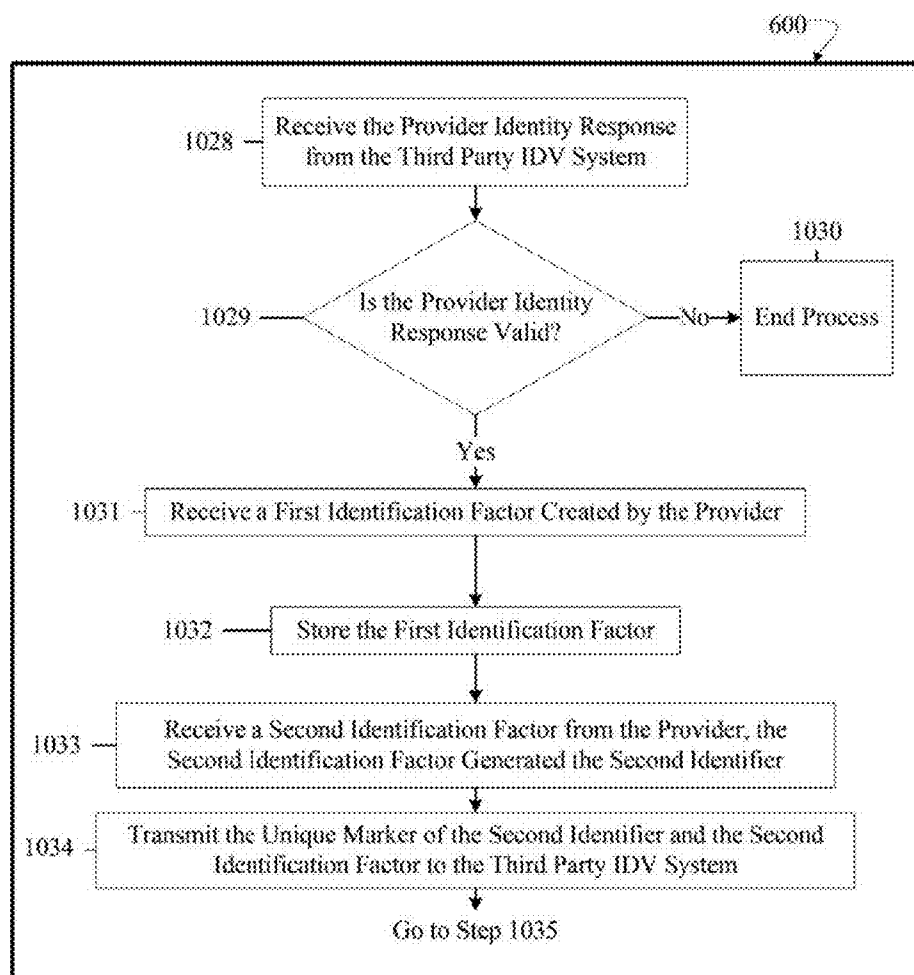 600
1028
Receive the Provider Identity Response
from the Third Party IDV System
1029
Is the Provider Identity
Response Valid?
No
1030
End Process
Yes
1031
Receive a First Identification Factor Created by the Provider
1032
Store the First Identification Factor
1033
Receive a Second Identification Factor from the Provider, the
Second Identification Factor Generated the Second Identifier
1034
Transmit the Unique Marker of the Second Identifier and the Second
Identification Factor to the Third Party IDV System
Go to Step 1035